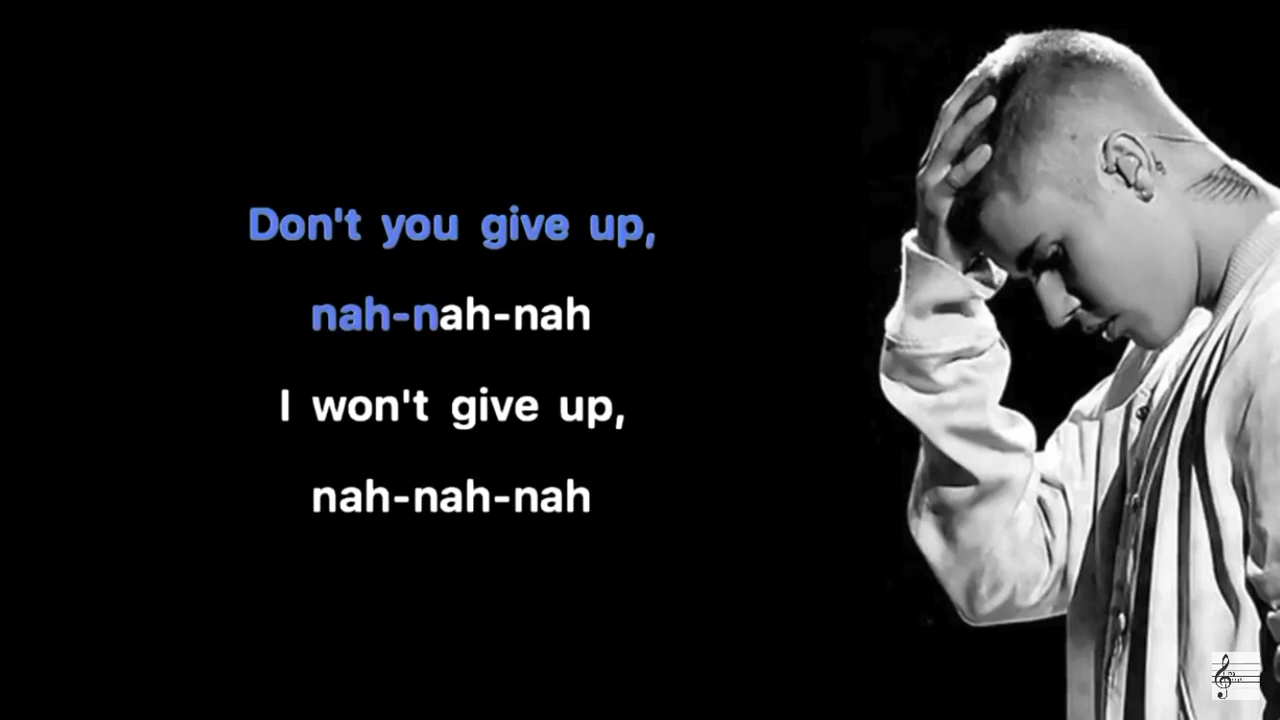 Don't you give up,
nah-nah-nah
I won't give up,
nah-nah-nah